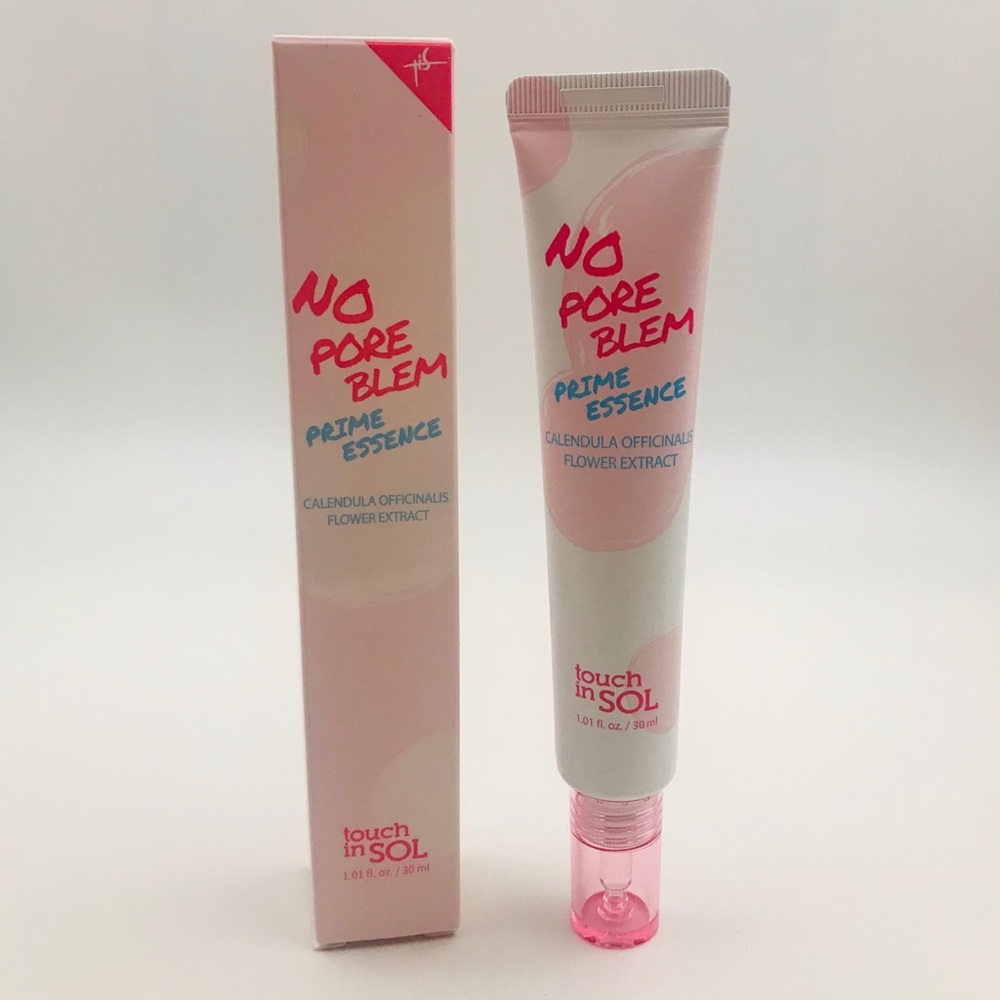 tis
NO
PORE
BLEM
PRIME
ESSENCE
CALENDULA OFFICINALIS
FLOWER EXTRACT
touch
in SOL
1.01 fl. oz. / 30 ml
NO
PORE
BLEM
PRIME
ESSENCE
CALENDULA OFFICINALIS
FLOWER EXTRACT
touch
in SOL
1.01 fl. oz. / 30 ml